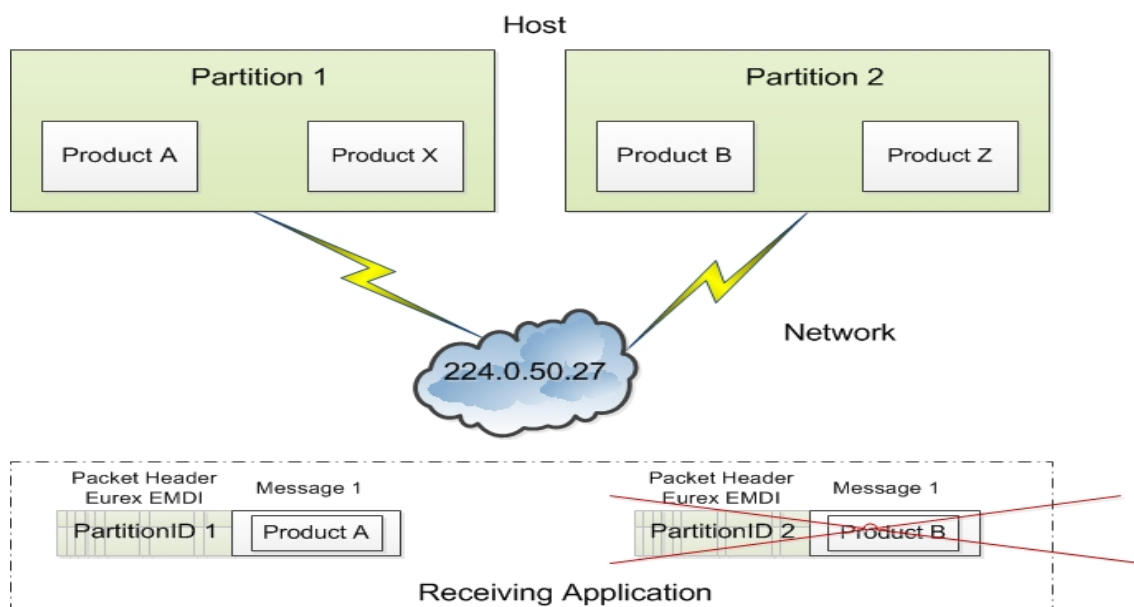 Host
Partition 1
Partition 2
Product A
Product X
Product B
Product Z
224.0.50.27
Network
Packet Header
Eurex EMDI
Message 1
PartitionID 1
Product A
Packet Header
Eurex EMDI
Message 1
PartitionID 2
Product B
Receiving Application